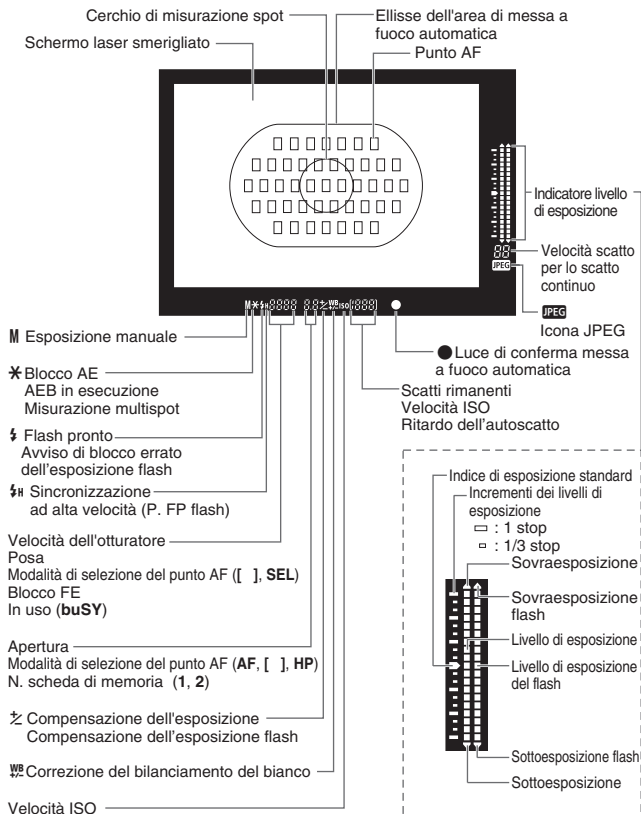 Cerchio di misurazione spot
Schermo laser smerigliato
Ellisse dell'area di messa a
fuoco automatica
Punto AF
Indicatore livello
di esposizione
Velocità scatto
per lo scatto
continuo
JPEG
JPEG
Icona JPEG
M ISO
M Esposizione manuale
Blocco AE
AEB in esecuzione
Misurazione multispot
Flash pronto
Avviso di blocco errato
dell'esposizione flash
H Sincronizzazione
ad alta velocità (P. FP flash)
Velocità dell'otturatore
Posa
Modalità di selezione del punto AF ([ ], SEL)
Blocco FE
In uso (buSY)
Apertura
Modalità di selezione del punto AF (AF, [ ], HP)
N. scheda di memoria (1, 2)
Compensazione dell'esposizione
Compensazione dell'esposizione flash
WB Correzione del bilanciamento del bianco
Velocità ISO
Luce di conferma messa
a fuoco automatica
Scatti rimanenti
Velocità ISO
Ritardo dell'autoscatto
Indice di esposizione standard
Incrementi dei livelli di
esposizione
: 1 stop
: 1/3 stop
Sovraesposizione
Sovraesposizione
flash
Livello di esposizione
Livello di esposizione
del flash
Sottoesposizione flash
Sottoesposizione